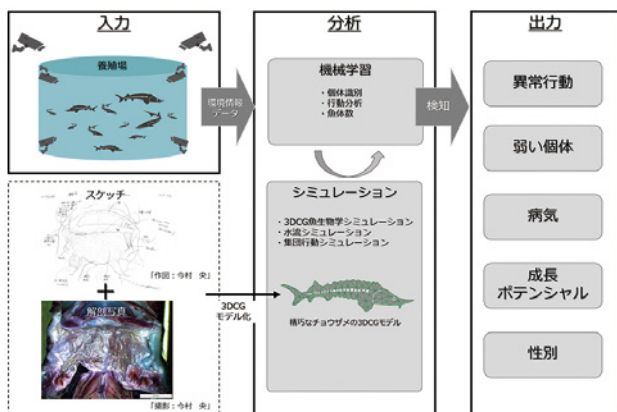 入力
養殖場
環境情報
データ
スケッチ
「作図：今村 央」
+
解剖写真
「撮影：今村 央」
3DCG
モデル化
分析
機械学習
・個体識別
・行動分析
・魚体数
シミュレーション
・3DCG魚生物学シミュレーション
・水流シミュレーション
・集団行動シミュレーション
精巧なチョウザメの3DCGモデル
検知
出力
異常行動
弱い個体
病気
成長
ポテンシャル
性別